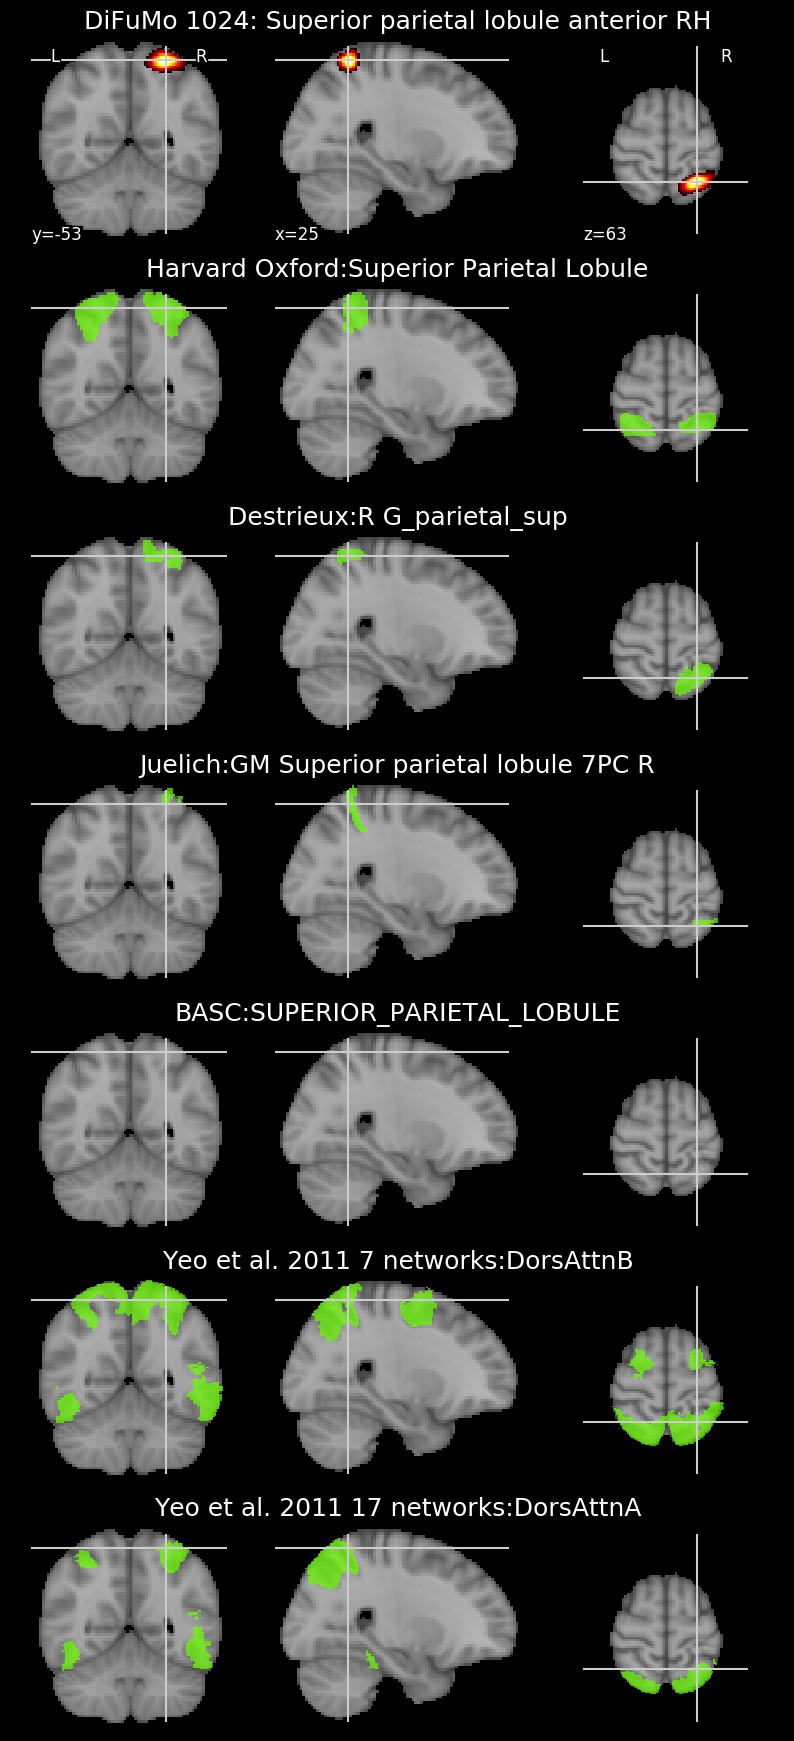 DiFuMo 1024: Superior parietal lobule anterior RH
L R L R
y=-53 x=25 z=63
Harvard Oxford:Superior Parietal Lobule
Destrieux:R G_parietal_sup
Juelich:GM Superior parietal lobule 7PC R
BASC:SUPERIOR_PARIETAL_LOBULE
Yeo et al. 2011 7 networks:DorsAttnB
Yeo et al. 2011 17 networks:DorsAttnA